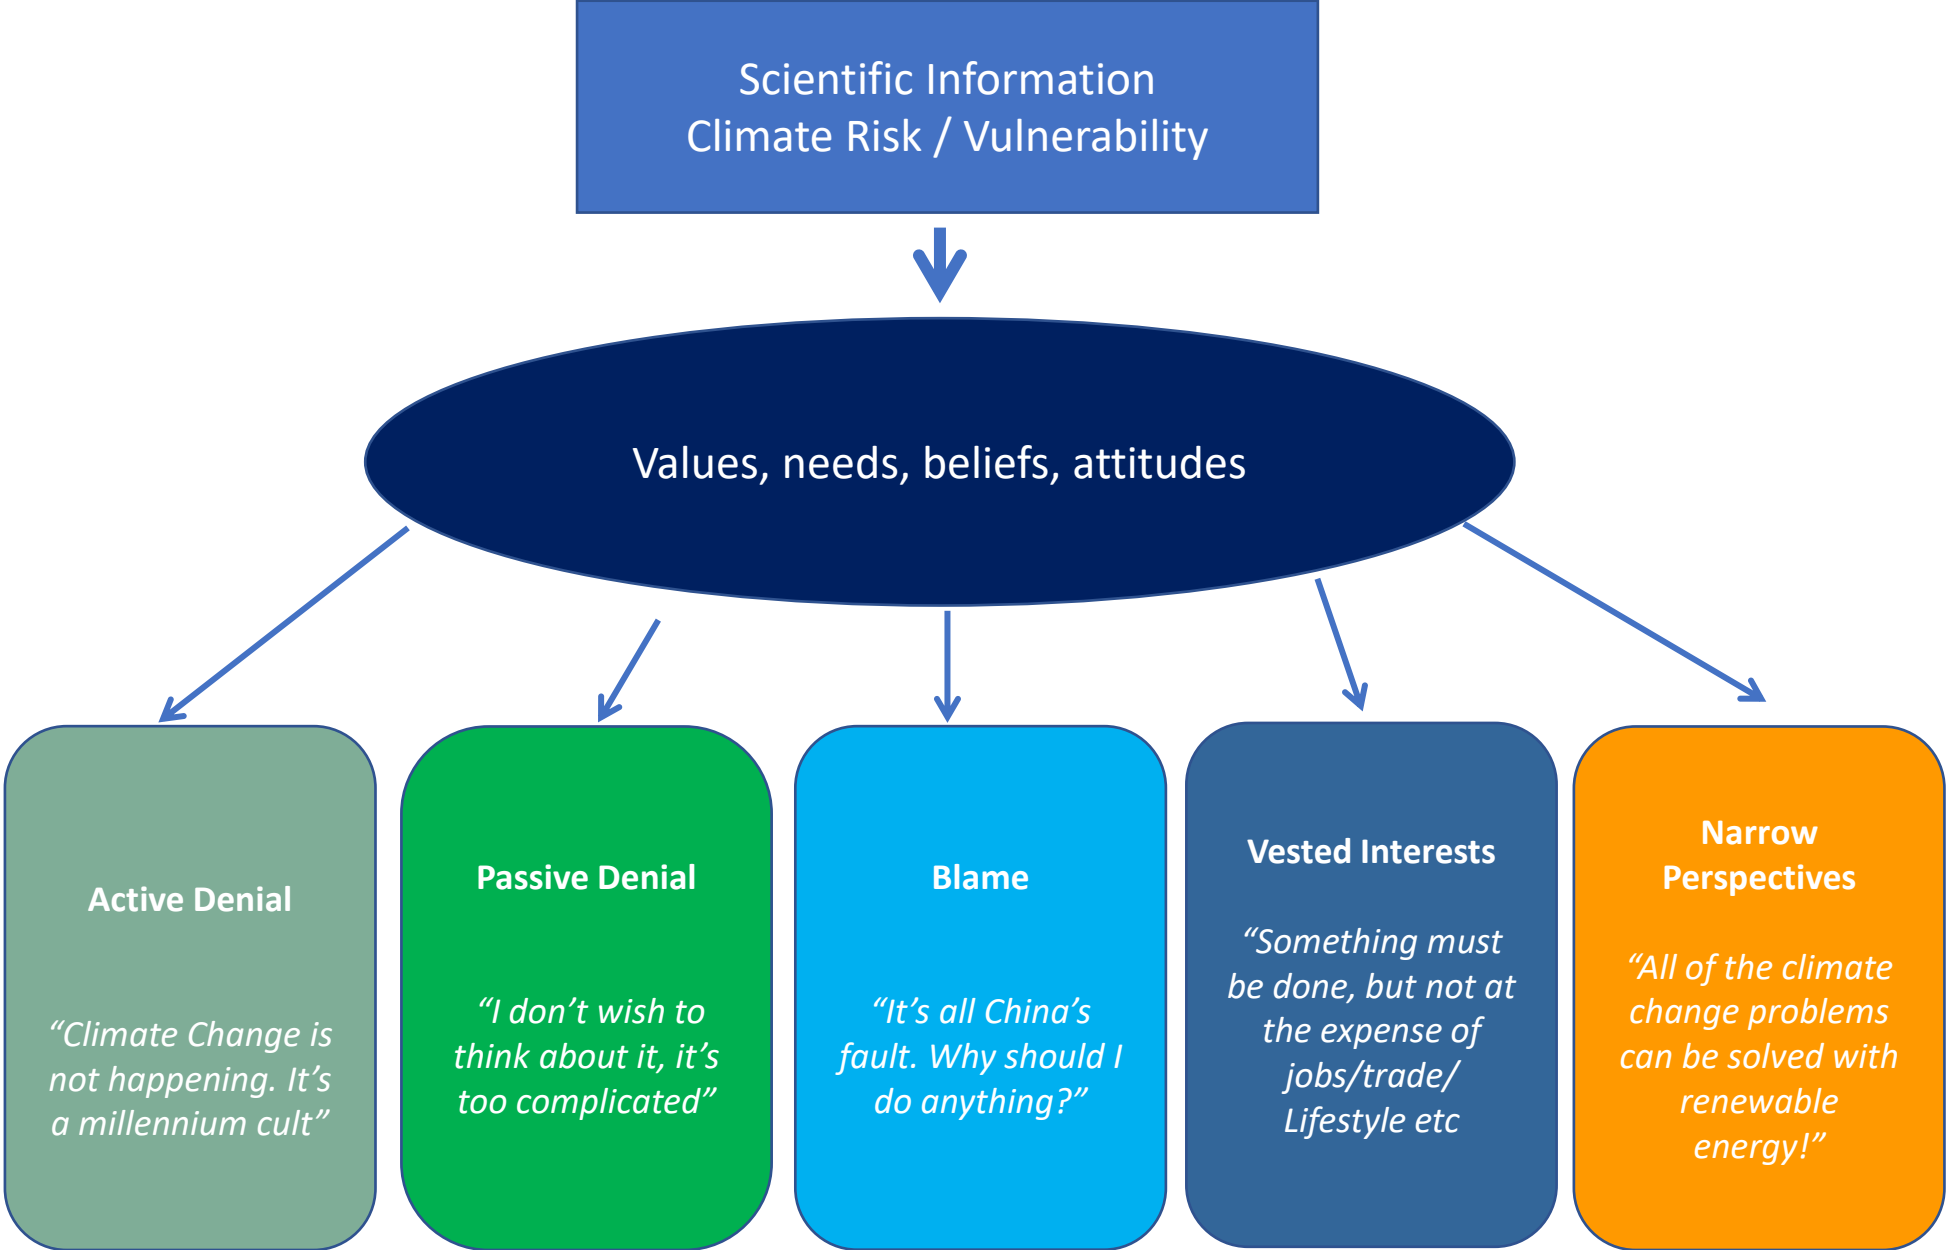 Scientific Information
Climate Risk / Vulnerability
Values, needs, beliefs, attitudes
Active Denial
“Climate Change is
not happening. It’s
a millennium cult”
Passive Denial
“I don’t wish to
think about it, it’s
too complicated”
Blame
“It’s all China’s
fault. Why should I
do anything?”
Vested Interests
“Something must
be done, but not at
the expense of
jobs/trade/
Lifestyle etc
Narrow
Perspectives
“All of the climate
change problems
can be solved with
renewable
energy!”